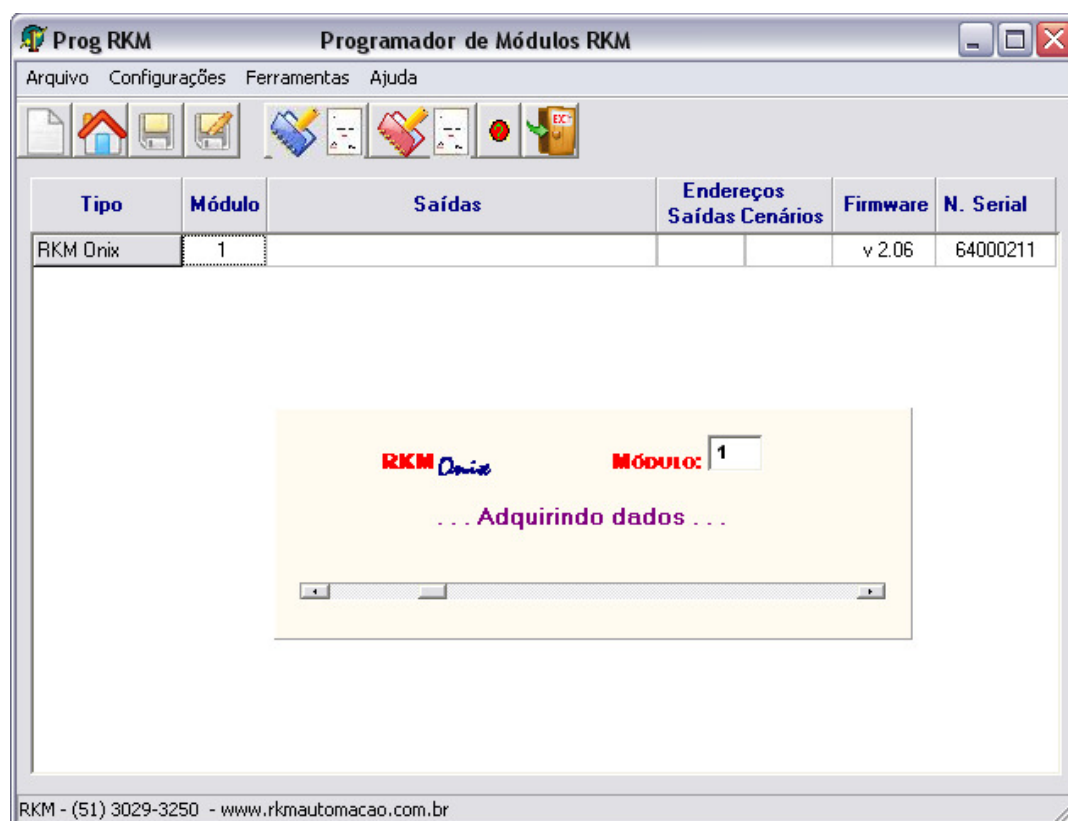 Prog RKM Programador de Módulos RKM
Arquivo Configurações Ferramentas Ajuda
EXIT
Tipo Módulo Saídas Endereços Saídas Cenários Firmware N. Serial
RKM Onix 1 v 2.06 64000211
RKM Onix MÓDULO: 1
. . . Adquirindo dados . . .
RKM - (51) 3029-3250 - www.rkmautomacao.com.br